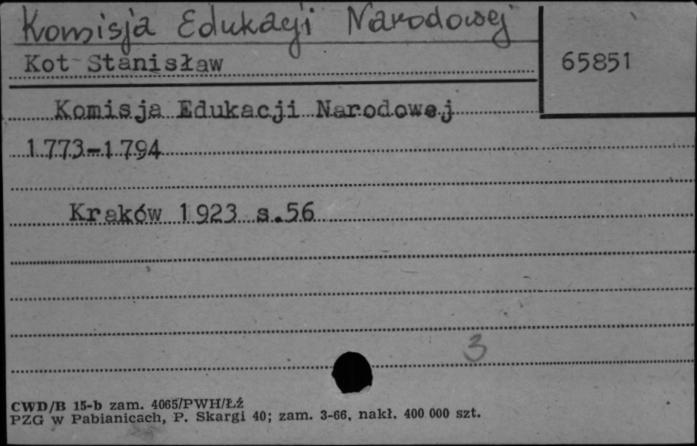 Komisja Edukacji Narodowej
Kot Stanisław
65851
Komisja Edukacji Narodowej
1773-1794
Kraków 1923 s.56
3
CWD/B 15-b zam. 4065/PWH/Łź
PZG w Pabianicach, P. Skargi 40; zam. 3-66, nakł. 400 000 szt.